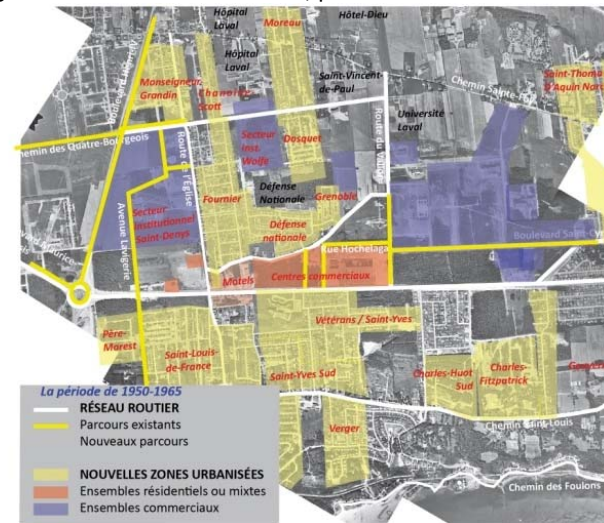 Moreau
Hôpital
Laval
Hôtel-Dieu
Hôpital
Laval
Monseigneur-
Grandin
Chanoine-
Scott
Saint-Vincent-
de-Paul
Chemin Sainte-Foy
Saint-Thomas
D'Aquin Nord
Université
Laval
Chemin des Quatre-Bourgeois
Route de l'Église
Secteur
Inst.
Wolfe
Dosquet
Route du Vallon
Défense
Nationale
Grenoble
Fournier
Secteur
Institutionnel
Saint-Denys
Avenue Lavigerie
Défense
nationale
Rue Hochelaga
Boulevard Saint-Cy
Motels
Centres commerciaux
Vétérans / Saint-Yves
Père-
Marest
Saint-Louis-
de-France
Saint-Yves Sud
Charles-Huot
Sud
Charles-
Fitzpatrick
Verger
Chemin Saint-Louis
Chemin des Foulons
La période de 1950-1965
RÉSEAU ROUTIER
Parcours existants
Nouveaux parcours
NOUVELLES ZONES URBANISÉES
Ensembles résidentiels ou mixtes
Ensembles commerciaux